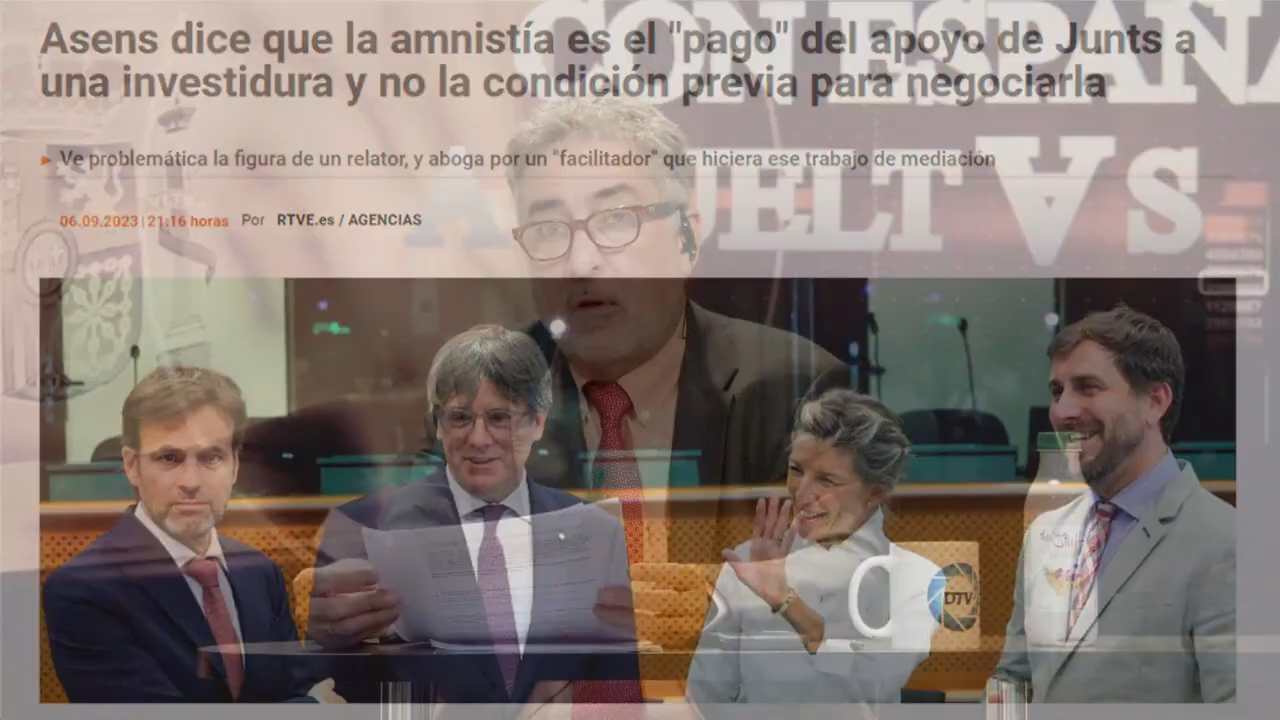 Asens dice que la amnistía es el "pago" del apoyo de Junts a
una investidura y no la condición previa para negociarla
Ve problemática la figura de un relator, y aboga por un "facilitador" que hiciera ese trabajo de mediación
06.09.2023 | 21:16 horas Por RTVE.es / AGENCIAS
CON ESPAÑA
A VUELTAS
DTV